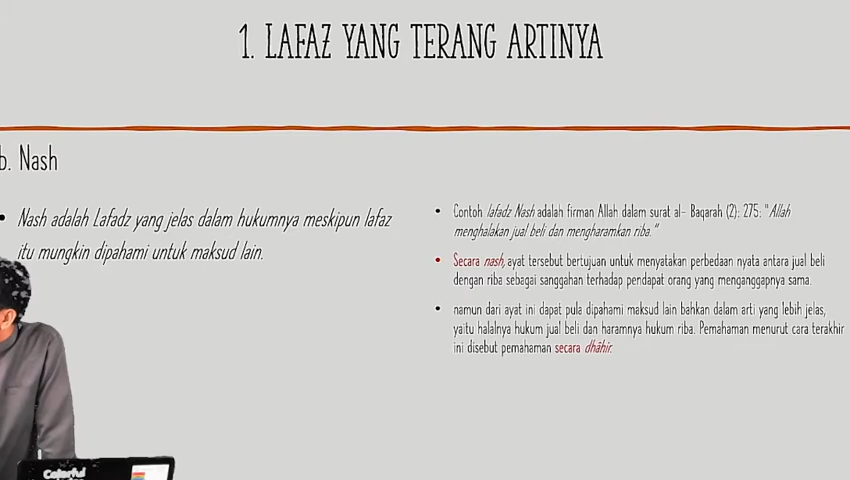 1. LAFAZ YANG TERANG ARTINYA
b. Nash
• Nash adalah Lafadz yang jelas dalam hukumnya meskipun lafaz
itu mungkin dipahami untuk maksud lain.
• Contoh lafadz Nash adalah firman Allah dalam surat al- Baqarah (2): 275: "Allah
menghalakan jual beli dan mengharamkan riba."
• Secara nash, ayat tersebut bertujuan untuk menyatakan perbedaan nyata antara jual beli
dengan riba sebagai sanggahan terhadap pendapat orang yang menganggapnya sama.
• namun dari ayat ini dapat pula dipahami maksud lain bahkan dalam arti yang lebih jelas,
yaitu halalnya hukum jual beli dan haramnya hukum riba. Pemahaman menurut cara terakhir
ini disebut pemahaman secara dhâhir.
Colorful